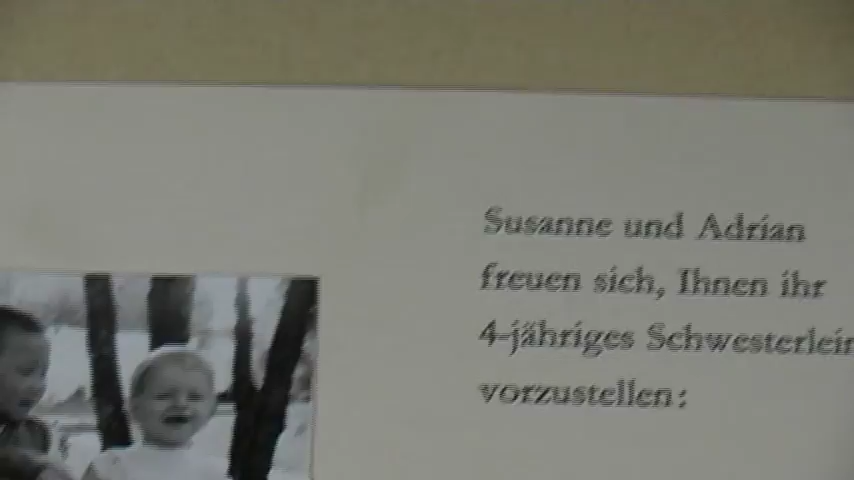 Susanne und Adrian
freuen sich, Ihnen ihr
4-jähriges Schwesterlein
vorzustellen: